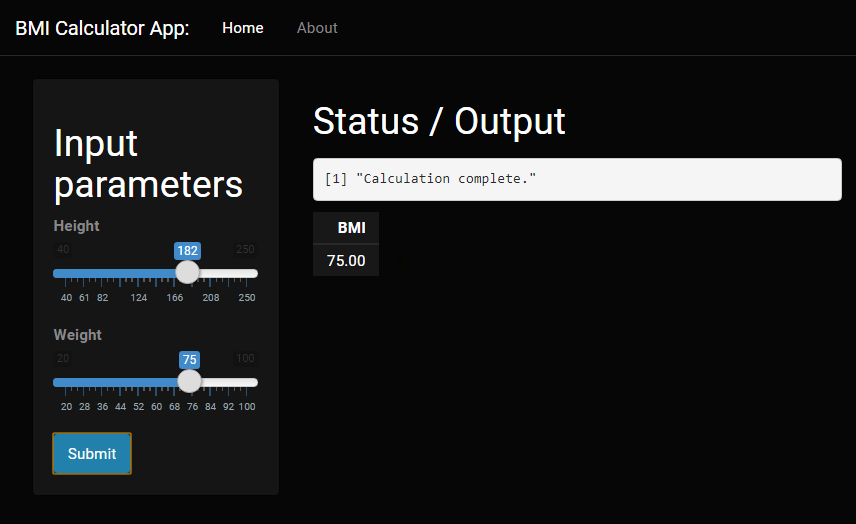 BMI Calculator App: Home About
Input
parameters
Height
40 182 250
40 61 82 124 166 208 250
Weight
20 75 100
20 28 36 44 52 60 68 76 84 92 100
Submit
Status / Output
[1] "Calculation complete."
BMI
75.00